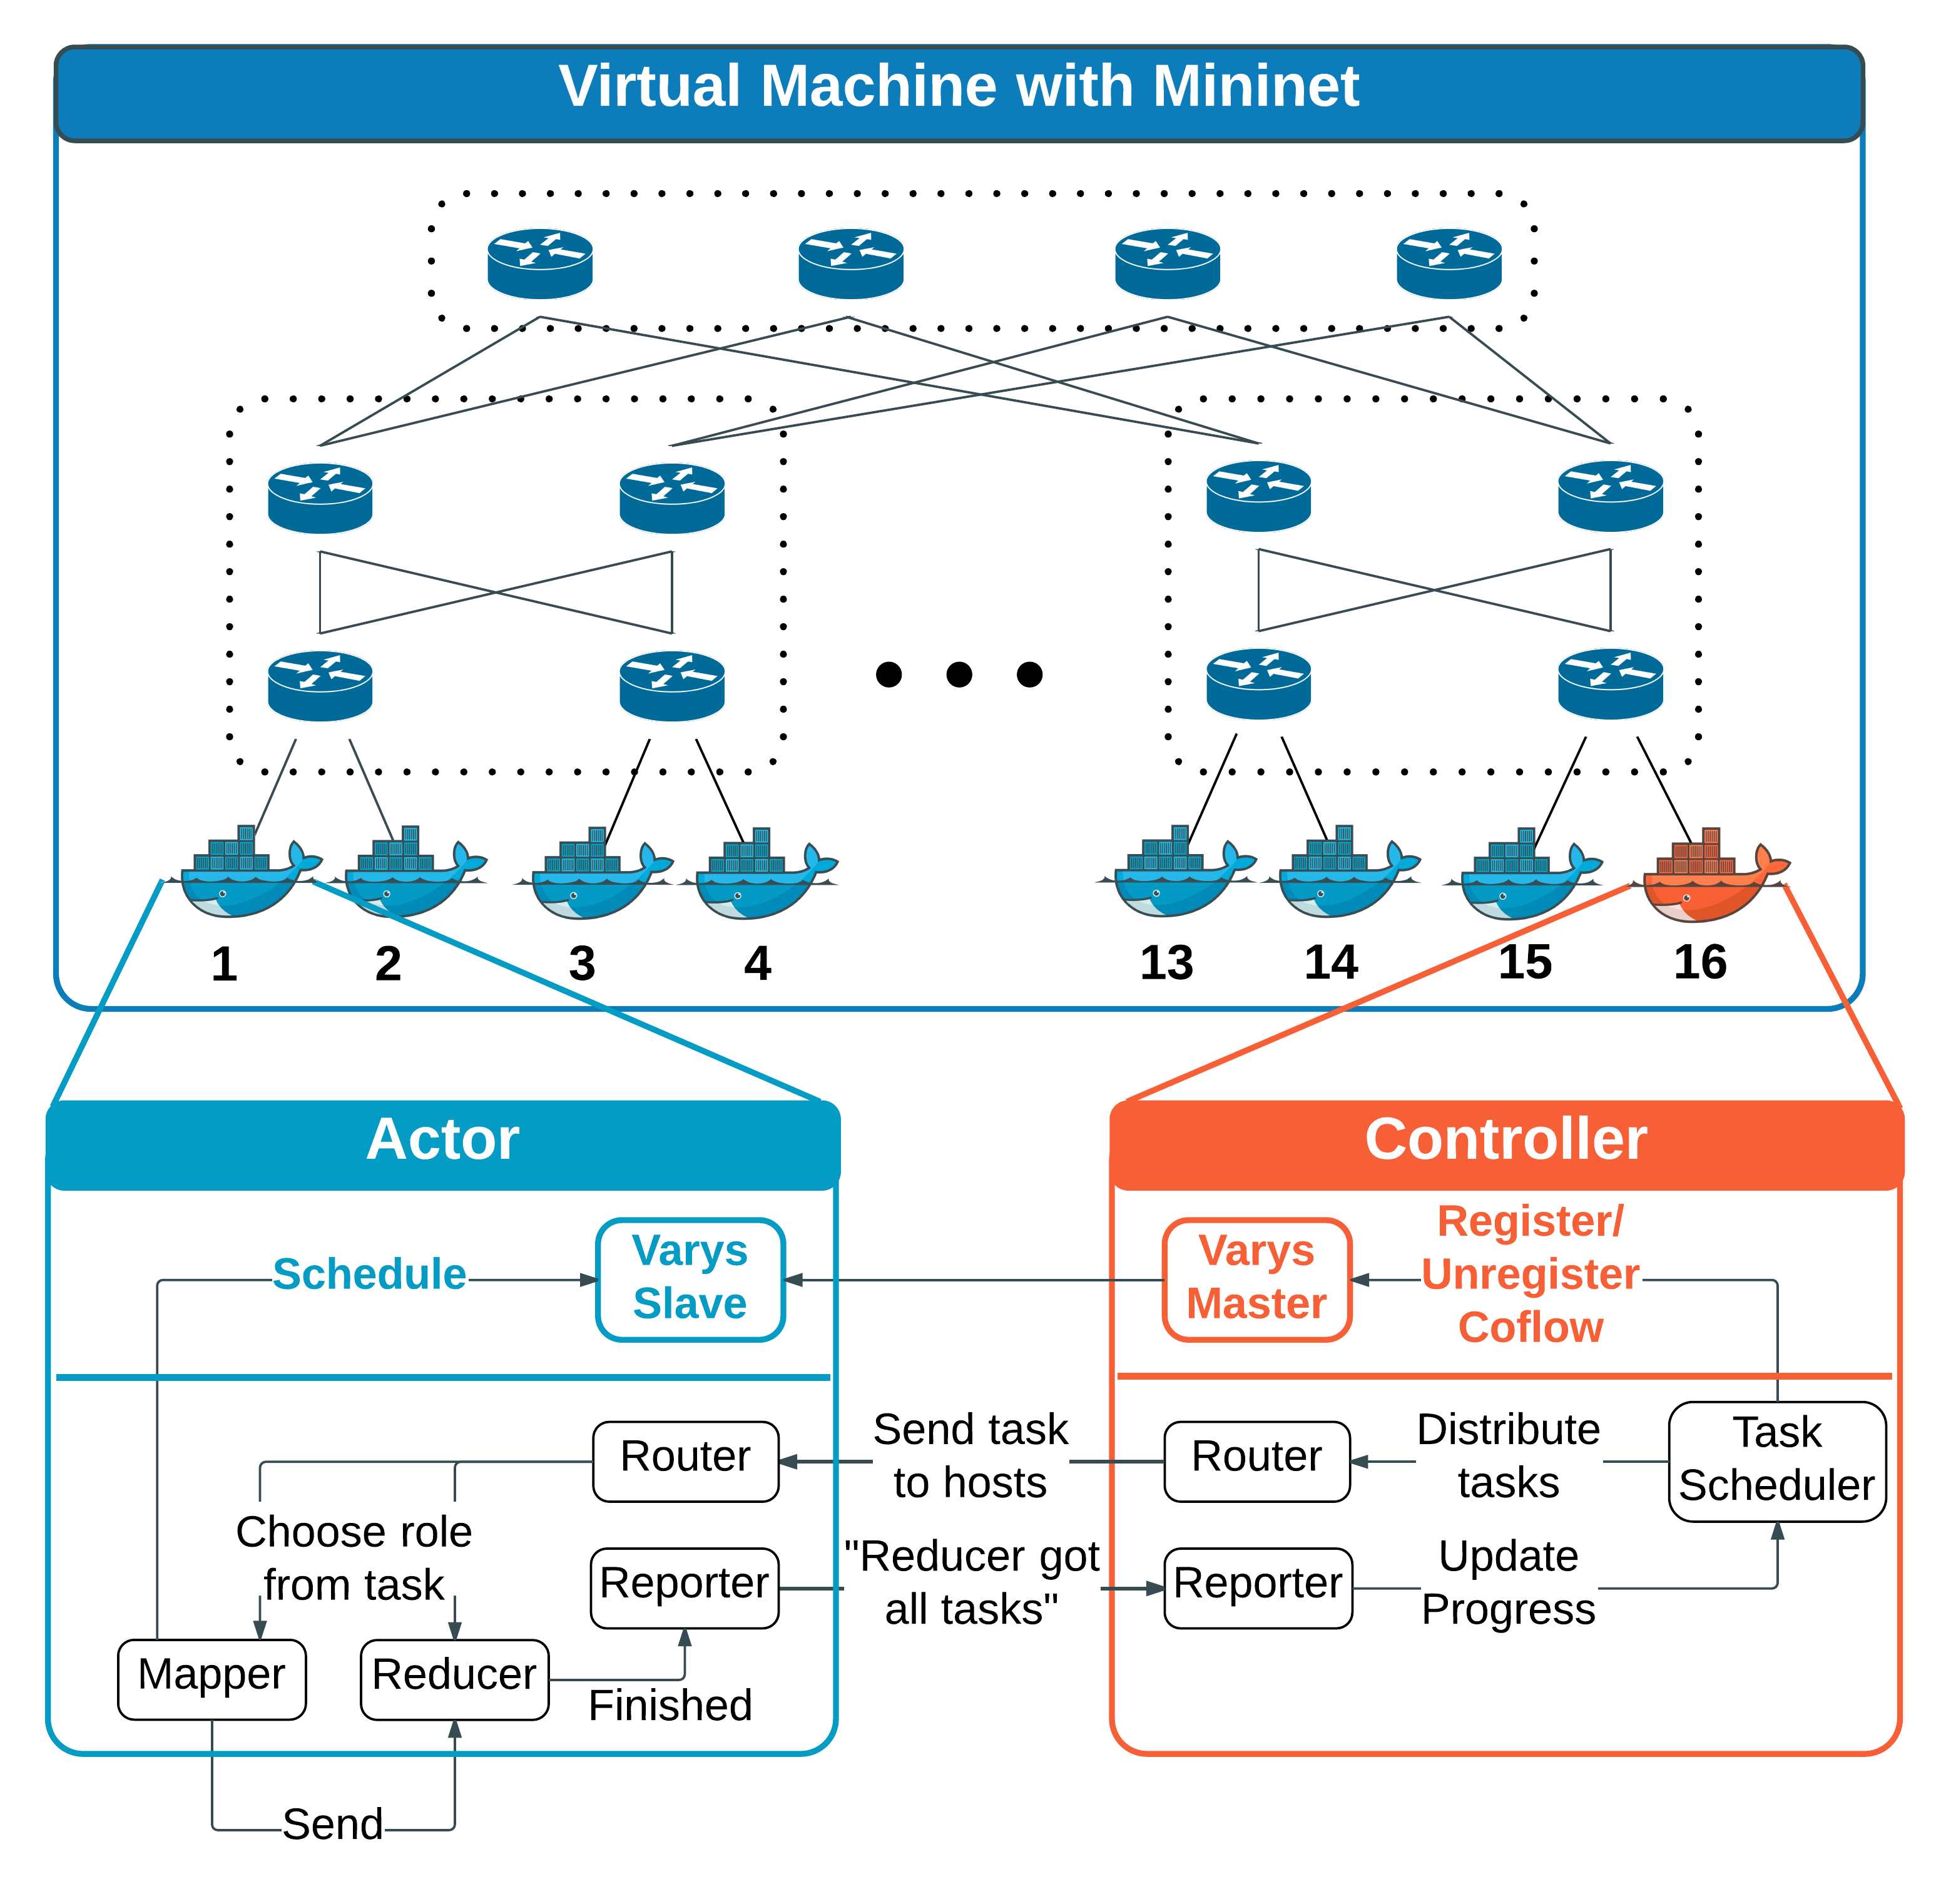 Virtual Machine with Mininet
1
2
3
4
13
14
15
16
Actor
Controller
Schedule
Varys
Slave
Varys
Master
Register/
Unregister
Coflow
Router
Send task
to hosts
Router
Distribute
tasks
Task
Scheduler
Choose role
from task
Reporter
"Reducer got
all tasks"
Reporter
Update
Progress
Mapper
Reducer
Finished
Send